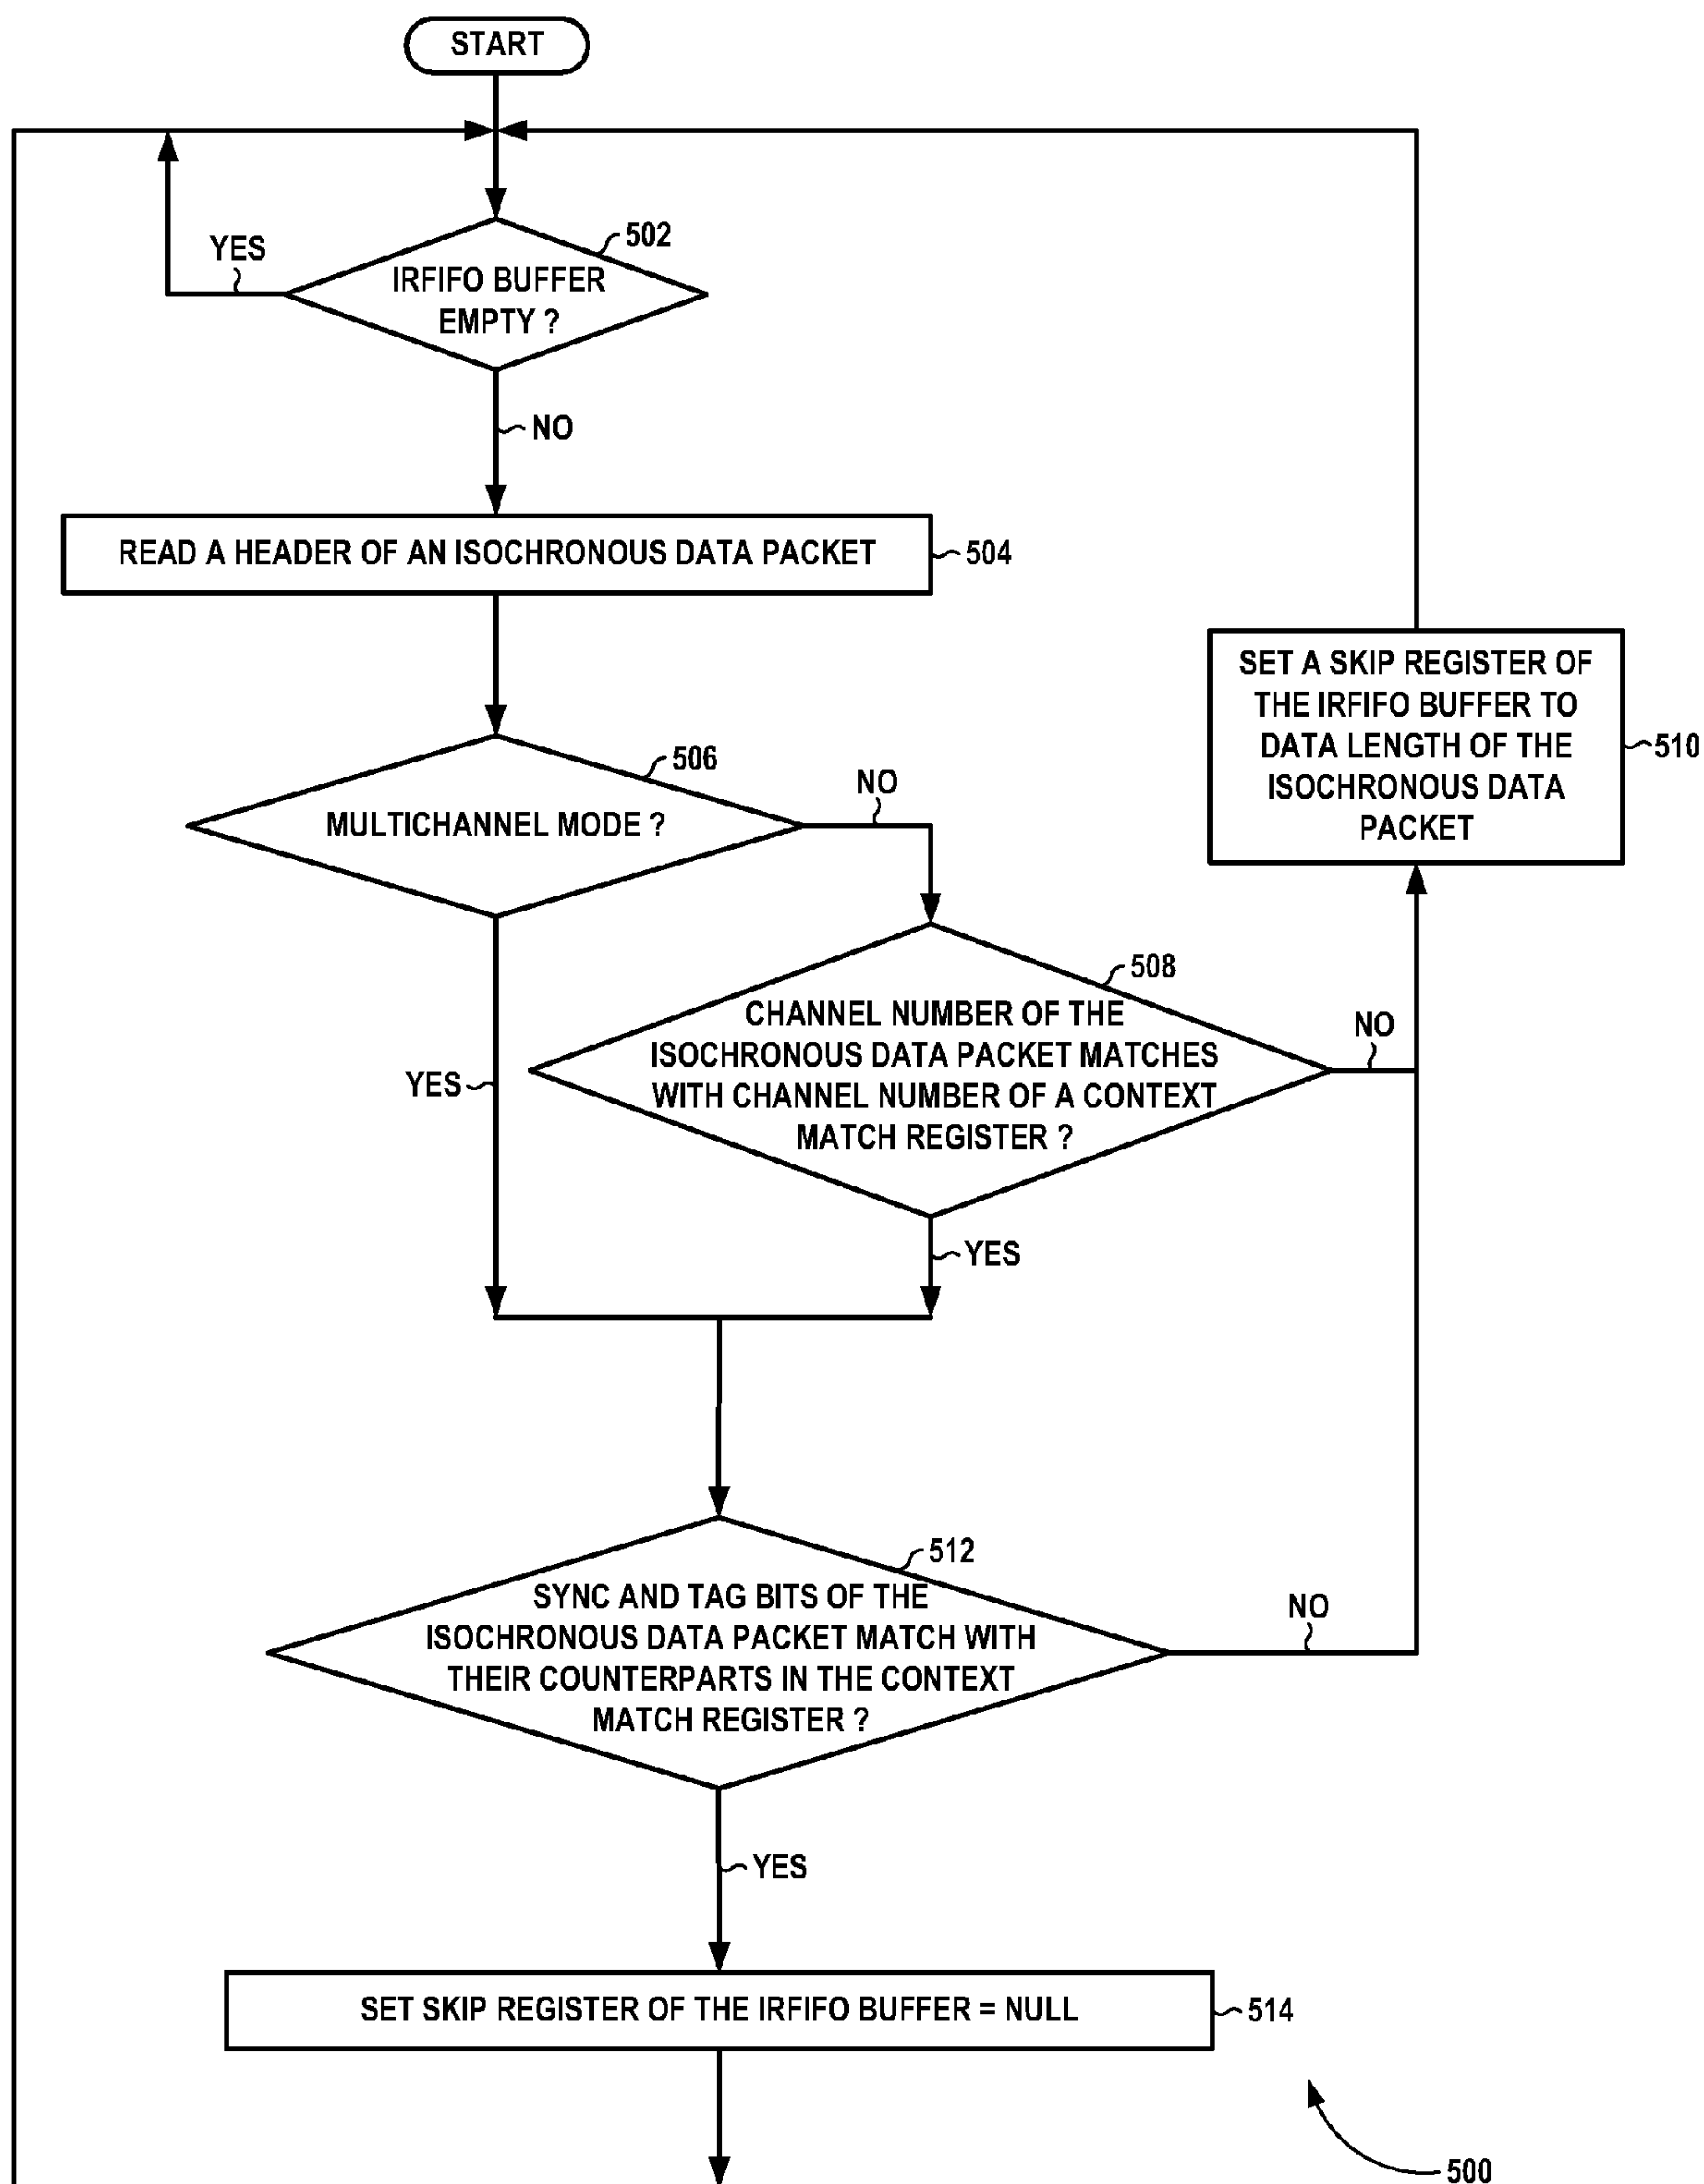 START
502
YES
IRFIFO BUFFER
EMPTY ?
NO
READ A HEADER OF AN ISOCHRONOUS DATA PACKET
504
SET A SKIP REGISTER OF
THE IRFIFO BUFFER TO
DATA LENGTH OF THE
ISOCHRONOUS DATA
PACKET
510
506
NO
MULTICHANNEL MODE ?
508
CHANNEL NUMBER OF THE
ISOCHRONOUS DATA PACKET MATCHES
WITH CHANNEL NUMBER OF A CONTEXT
MATCH REGISTER ?
NO
YES
YES
512
SYNC AND TAG BITS OF THE
ISOCHRONOUS DATA PACKET MATCH WITH
THEIR COUNTERPARTS IN THE CONTEXT
MATCH REGISTER ?
NO
YES
SET SKIP REGISTER OF THE IRFIFO BUFFER = NULL
514
500